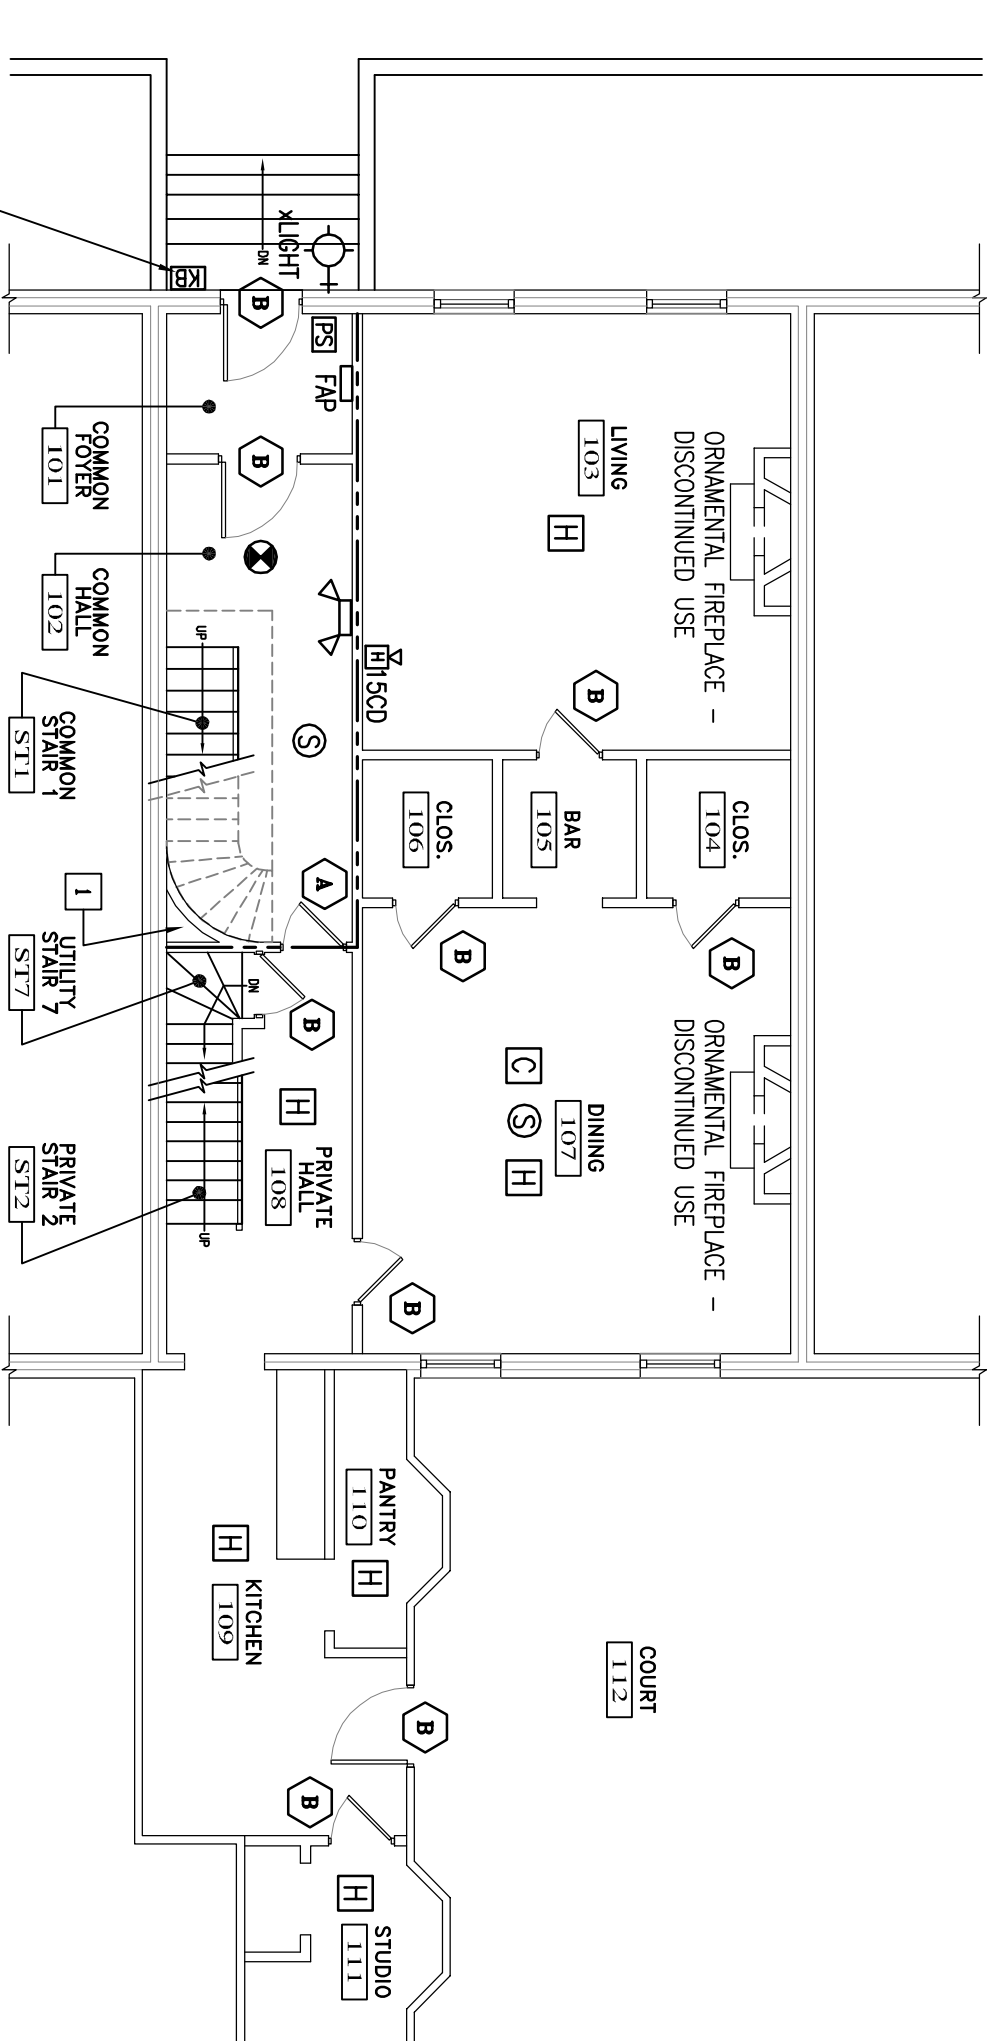 ORNAMENTAL FIREPLACE –
DISCONTINUED USE
ORNAMENTAL FIREPLACE –
DISCONTINUED USE
LIVING
103
H
B
CLOS.
104
B
BAR
105
CLOS.
106
B
DINING
107
C
S
H
B
COURT
112
xLIGHT
DN
KB
B
PS
FAP
B
H
15CD
S
A
B
UP
DN
H
PRIVATE
HALL
108
UP
PANTRY
110
H
H
KITCHEN
109
B
B
H
STUDIO
111
COMMON
FOYER
101
COMMON
HALL
102
COMMON
STAIR 1
ST1
1
UTILITY
STAIR 7
ST7
PRIVATE
STAIR 2
ST2